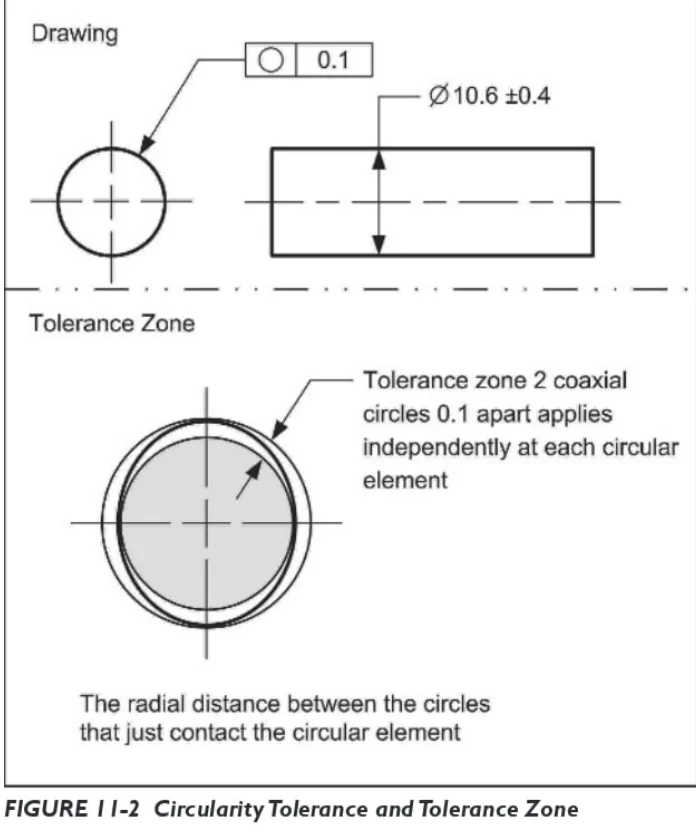 Drawing
0.1
Ø10.6 ±0.4
Tolerance Zone
Tolerance zone 2 coaxial
circles 0.1 apart applies
independently at each circular
element
The radial distance between the circles
that just contact the circular element
FIGURE 11-2 Circularity Tolerance and Tolerance Zone